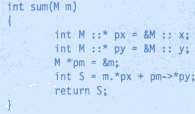 int sum(M m)
{
int M ::* px = &M :: x;
int M ::* py = &M :: y;
M *pm = &m;
int S = m.*px + pm->*py;
return S;
}